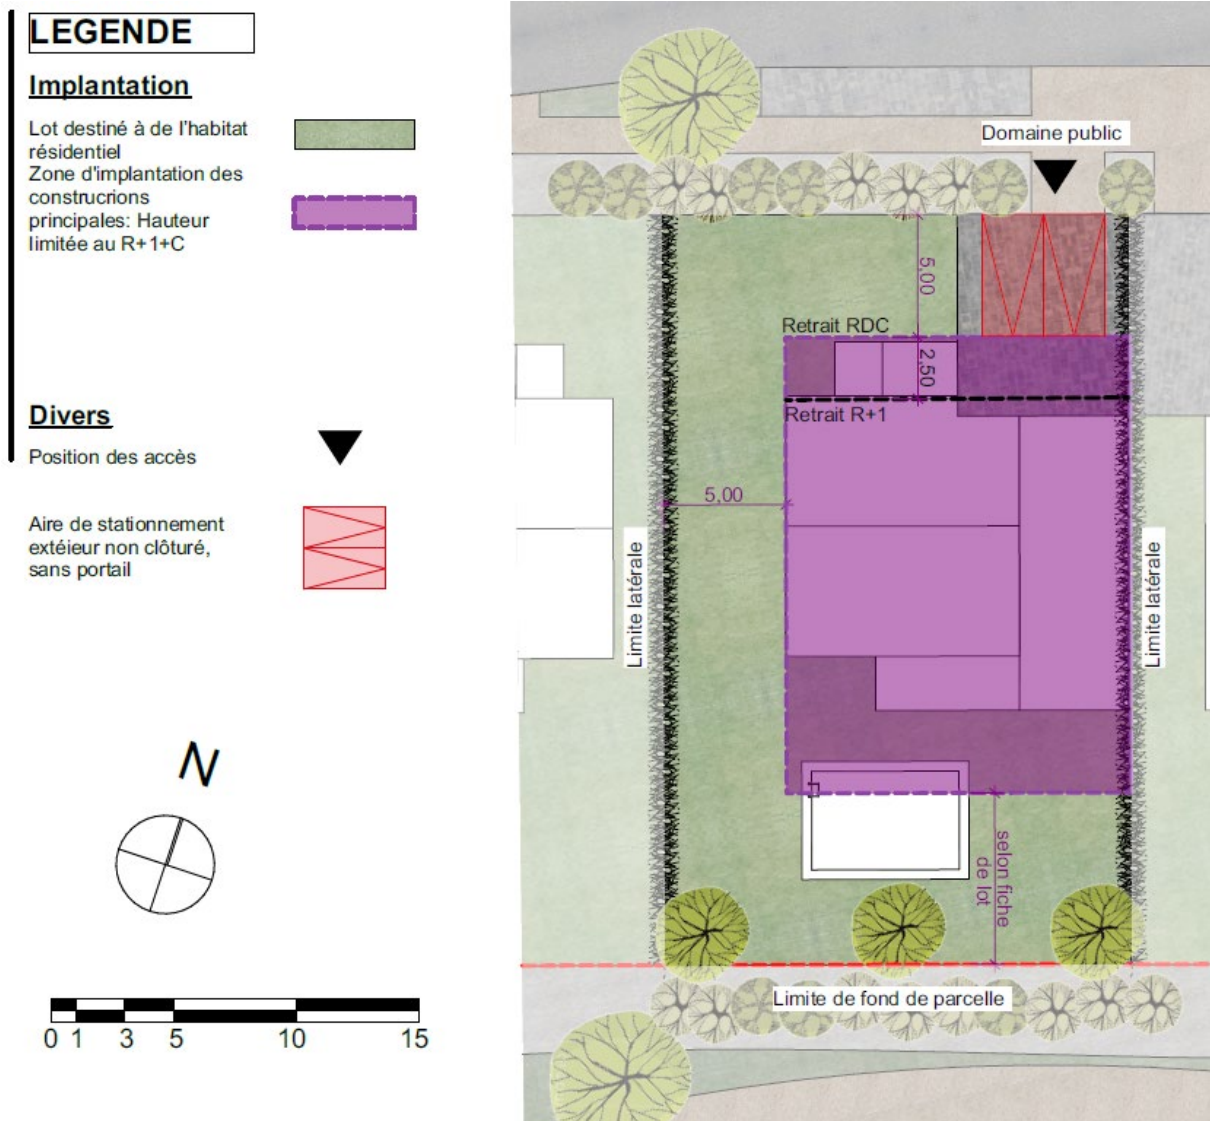 LEGENDE
Implantation
Lot destiné à de l'habitat
résidentiel
Zone d'implantation des
construcrions
principales: Hauteur
limitée au R+1+C
Divers
Position des accès
Aire de stationnement
extéieur non clôturé,
sans portail
N
0 1 3 5 10 15
Domaine public
5,00
Retrait RDC
2,50
Retrait R+1
5,00
Limite latérale
Limite latérale
selon fiche
de lot
Limite de fond de parcelle